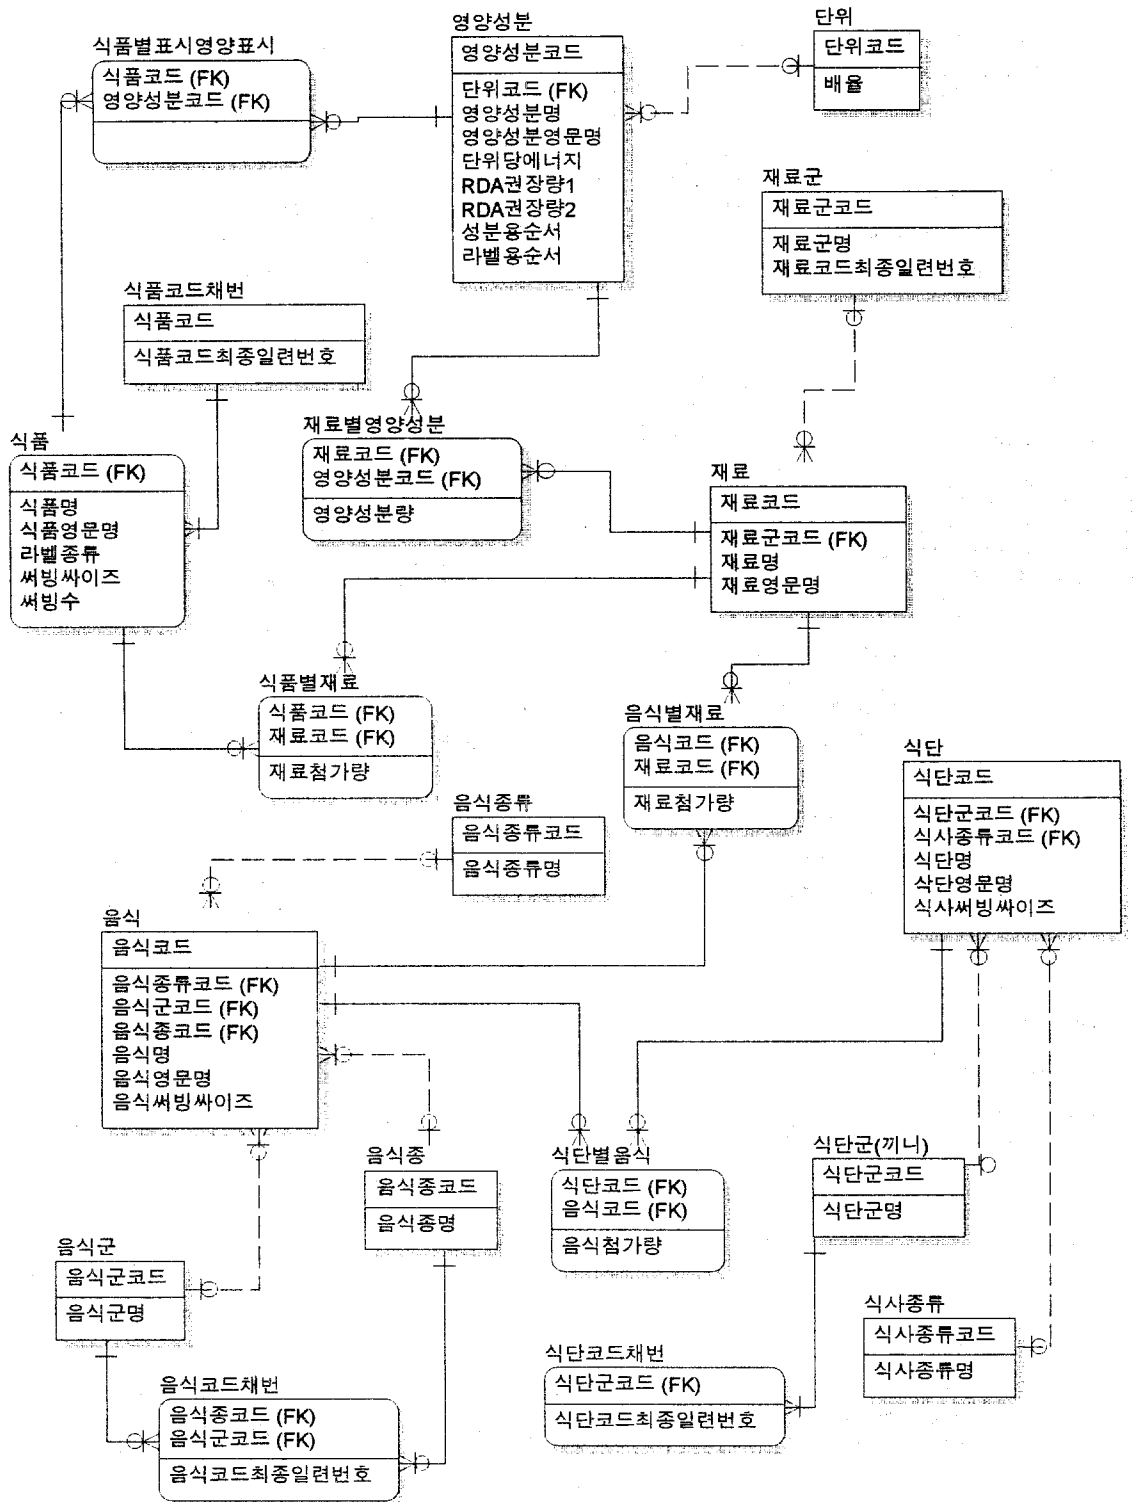 영양성분
영양성분코드
단위코드 (FK)
영양성분명
영양성분영문명
단위당에너지
RDA권장량1
RDA권장량2
성분용순서
라벨용순서
단위
단위코드
배율
식품별표시영양표시
식품코드 (FK)
영양성분코드 (FK)
재료군
재료군코드
재료군명
재료코드최종일련번호
식품코드채번
식품코드
식품코드최종일련번호
식품
식품코드 (FK)
식품명
식품영문명
라벨종류
써빙싸이즈
써빙수
재료별영양성분
재료코드 (FK)
영양성분코드 (FK)
영양성분량
재료
재료코드
재료군코드 (FK)
재료명
재료영문명
식품별재료
식품코드 (FK)
재료코드 (FK)
재료첨가량
음식별재료
음식코드 (FK)
재료코드 (FK)
재료첨가량
식단
식단코드
식단군코드 (FK)
식사종류코드 (FK)
식단명
삭단영문명
식사써빙싸이즈
음식종류
음식종류코드
음식종류명
음식
음식코드
음식종류코드 (FK)
음식군코드 (FK)
음식종코드 (FK)
음식명
음식영문명
음식써빙싸이즈
음식종
음식종코드
음식종명
식단별음식
식단코드 (FK)
음식코드 (FK)
음식첨가량
식단군(끼니)
식단군코드
식단군명
음식군
음식군코드
음식군명
식사종류
식사종류코드
식사종류명
식단코드채번
식단군코드 (FK)
식단코드최종일련번호
음식코드채번
음식종코드 (FK)
음식군코드 (FK)
음식코드최종일련번호